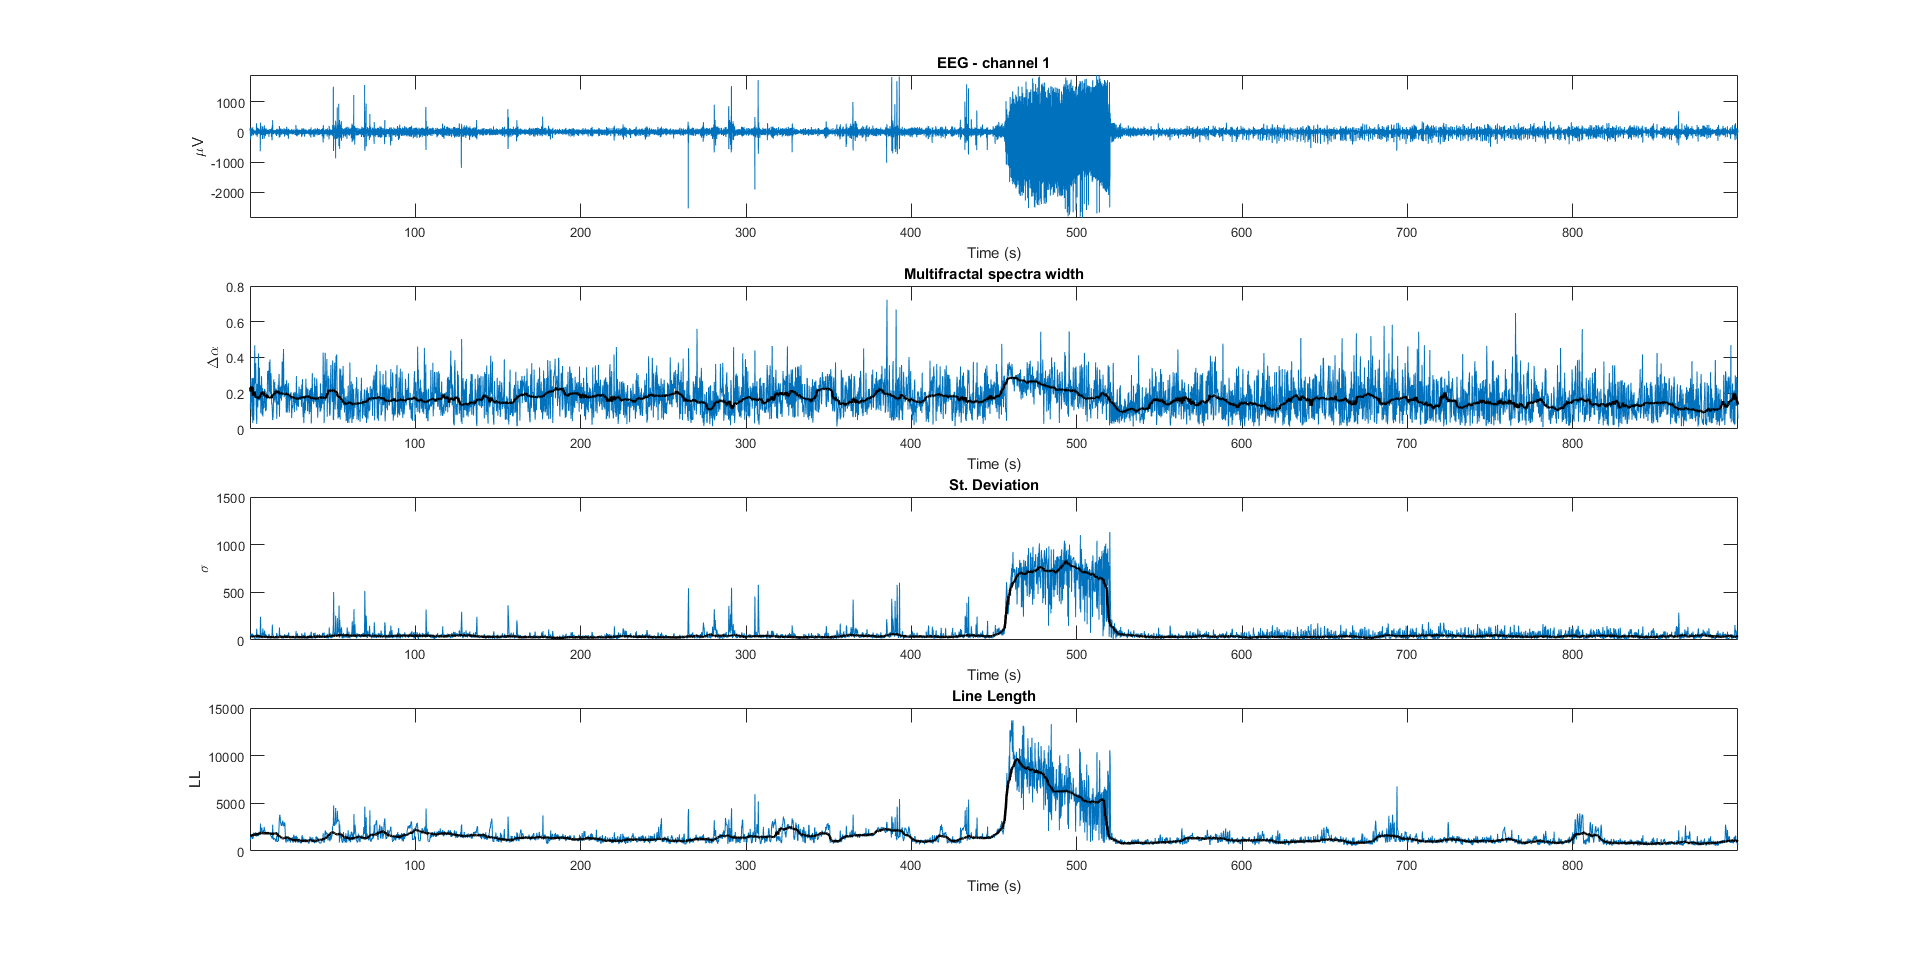 EEG - channel 1
1000
0
-1000
-2000
μV
100 200 300 400 500 600 700 800
Time (s)
Multifractal spectra width
0.8
0.6
0.4
0.2
0
Δα
100 200 300 400 500 600 700 800
Time (s)
St. Deviation
1500
1000
500
0
σ
100 200 300 400 500 600 700 800
Time (s)
Line Length
15000
10000
5000
0
LL
100 200 300 400 500 600 700 800
Time (s)